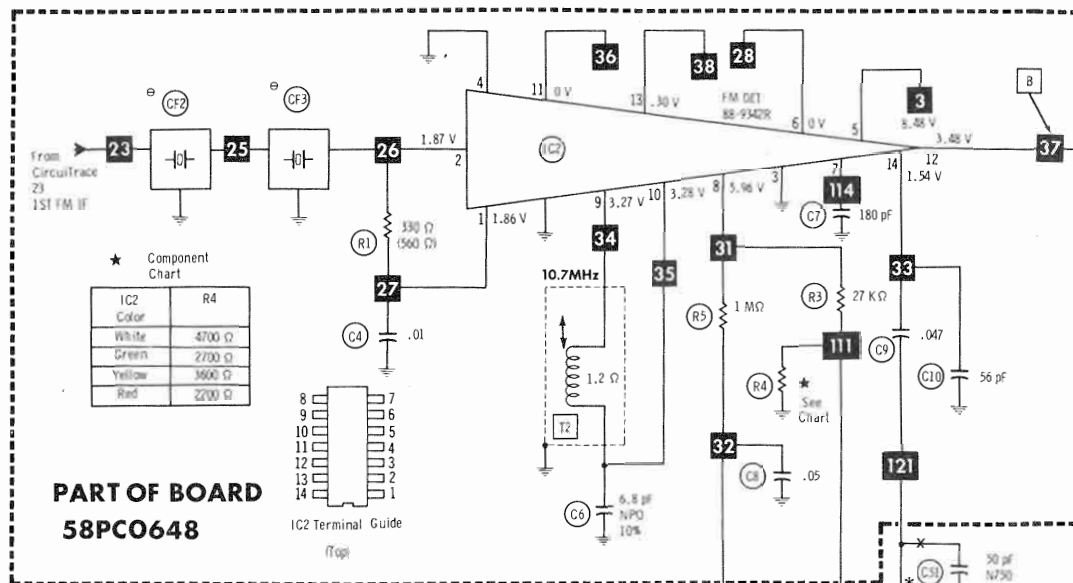 36
38
28
B
4
11
0 V
13
.30 V
FM DET
88-9342R
6
0 V
5
3
8.48 V
3.48 V
⊖
CF2
⊖
CF3
23
25
26
1.87 V
2
IC2
12
37
From
CircuiTrace
23
1ST FM IF
1
1.86 V
9
3.27 V
10
3.28 V
8
5.96 V
3
7
14
1.54 V
114
C7
180 pF
R1
330 Ω
(560 Ω)
34
35
31
33
★ Component
Chart
IC2
Color
R4
White
4700 Ω
Green
2700 Ω
Yellow
3600 Ω
Red
2200 Ω
27
C4
.01
10.7MHz
1.2 Ω
T2
R5
1 MΩ
R3
27 KΩ
111
R4
★
See
Chart
C9
.047
C10
56 pF
8
7
9
6
10
5
11
4
12
3
13
2
14
1
IC2 Terminal Guide
(Top)
32
C8
.05
121
PART OF BOARD
58PCO648
C6
6.8 pF
NPO
10%
*
C51
50 pF
N750